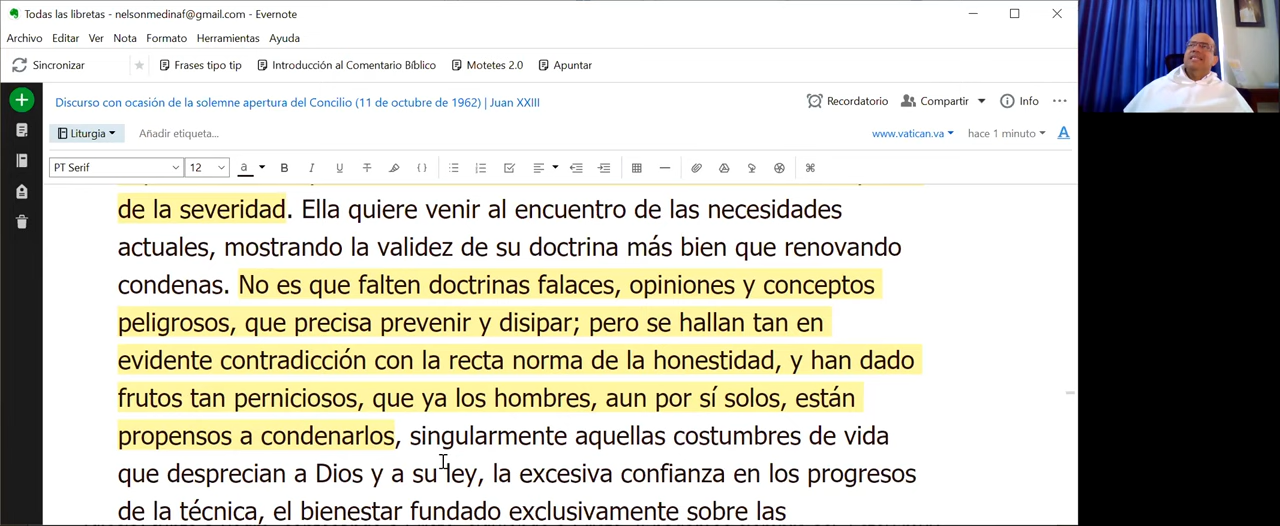 Todas las libretas - nelsonmedinaf@gmail.com - Evernote
Archivo Editar Ver Nota Formato Herramientas Ayuda
Sincronizar Frases tipo tip Introducción al Comentario Bíblico Motetes 2.0 Apuntar
Discurso con ocasión de la solemne apertura del Concilio (11 de octubre de 1962) | Juan XXIII Recordatorio Compartir Info
Liturgia Añadir etiqueta... www.vatican.va hace 1 minuto A
PT Serif 12 a B I T
de la severidad. Ella quiere venir al encuentro de las necesidades
actuales, mostrando la validez de su doctrina más bien que renovando
condenas. No es que falten doctrinas falaces, opiniones y conceptos
peligrosos, que precisa prevenir y disipar; pero se hallan tan en
evidente contradicción con la recta norma de la honestidad, y han dado
frutos tan perniciosos, que ya los hombres, aun por sí solos, están
propensos a condenarlos, singularmente aquellas costumbres de vida
que desprecian a Dios y a su ley, la excesiva confianza en los progresos
de la técnica, el bienestar fundado exclusivamente sobre las